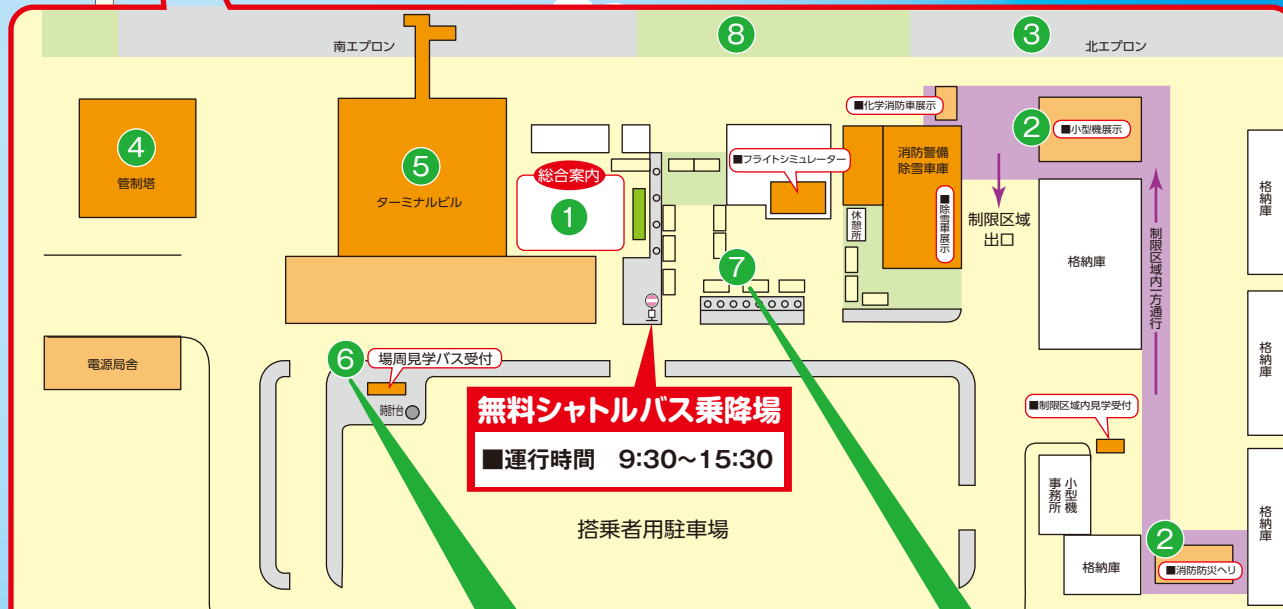 南エプロン
⑧
③
北エプロン
④
管制塔
⑤
ターミナルビル
総合案内
①
■フライトシミュレーター
■化学消防車展示
消防警備
除雪車庫
■除雪車展示
休憩所
②
■小型機展示
制限区域
出口
格納庫
制限区域内一方通行
格納庫
格納庫
格納庫
⑦
電源局舎
⑥
場周見学バス受付
時計台
無料シャトルバス乗降場
■運行時間 9:30〜15:30
搭乗者用駐車場
■制限区域内見学受付
小型機
事務所
格納庫
②
■消防防災ヘリ